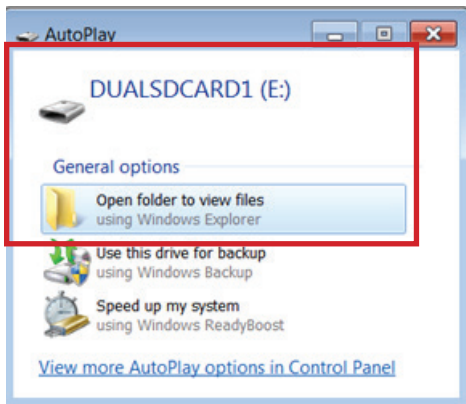 AutoPlay
DUALSDCARD1 (E:)
General options
Open folder to view files
using Windows Explorer
Use this drive for backup
using Windows Backup
Speed up my system
using Windows ReadyBoost
View more AutoPlay options in Control Panel